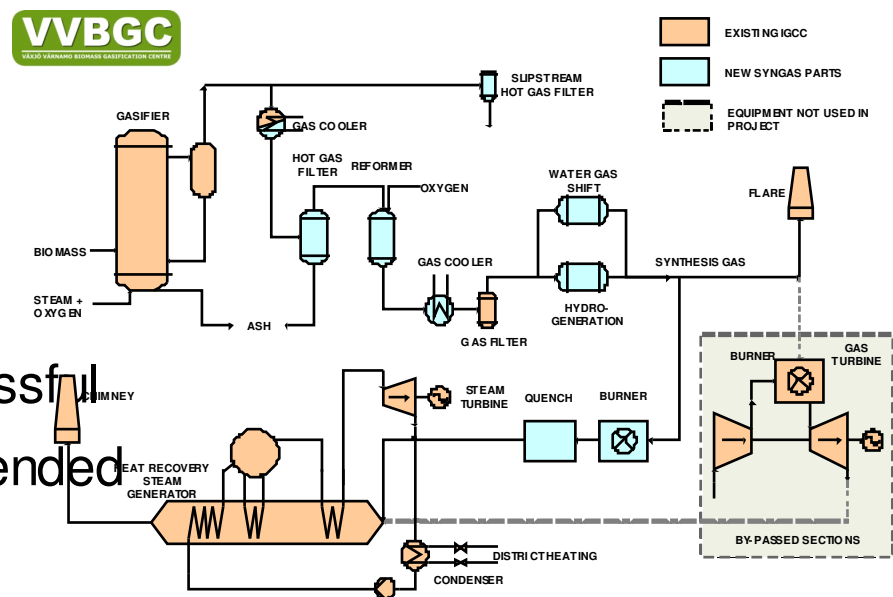 VVBGC
VÄXJÖ VÄRNAMO BIOMASS GASIFICATION CENTRE
EXISTING IGCC
NEW SYNGAS PARTS
EQUIPMENT NOT USED IN
PROJECT
SLIPSTREAM
HOT GAS FILTER
GASIFIER
GAS COOLER
HOT GAS
FILTER
REFORMER
OXYGEN
WATER GAS
SHIFT
FLARE
BIOMASS
GAS COOLER
SYNTHESIS GAS
STEAM +
OXYGEN
ASH
HYDRO-
GENERATION
GAS FILTER
BURNER
GAS
TURBINE
ssful
CHIMNEY
STEAM
TURBINE
QUENCH
BURNER
ended
HEAT RECOVERY
STEAM
GENERATOR
BY-PASSED SECTIONS
DISTRICT HEATING
CONDENSER